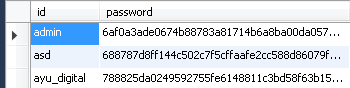 id password
admin 6af0a3ade0674b88783a81714b6a8ba00da057...
asd 688787d8ff144c502c7f5cffaafe2cc588d86079f...
ayu_digital 788825da0249592755fe6148811c3bd58f63b15...